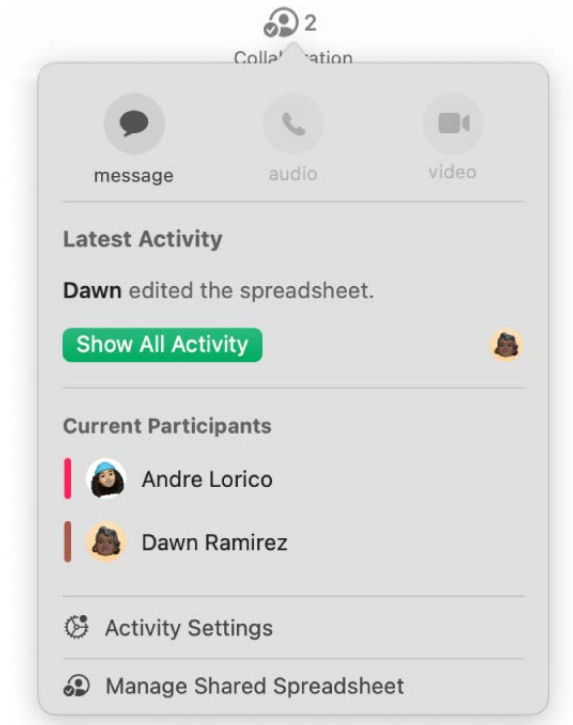 2
Collaboration
message audio video
Latest Activity
Dawn edited the spreadsheet.
Show All Activity
Current Participants
Andre Lorico
Dawn Ramirez
Activity Settings
Manage Shared Spreadsheet